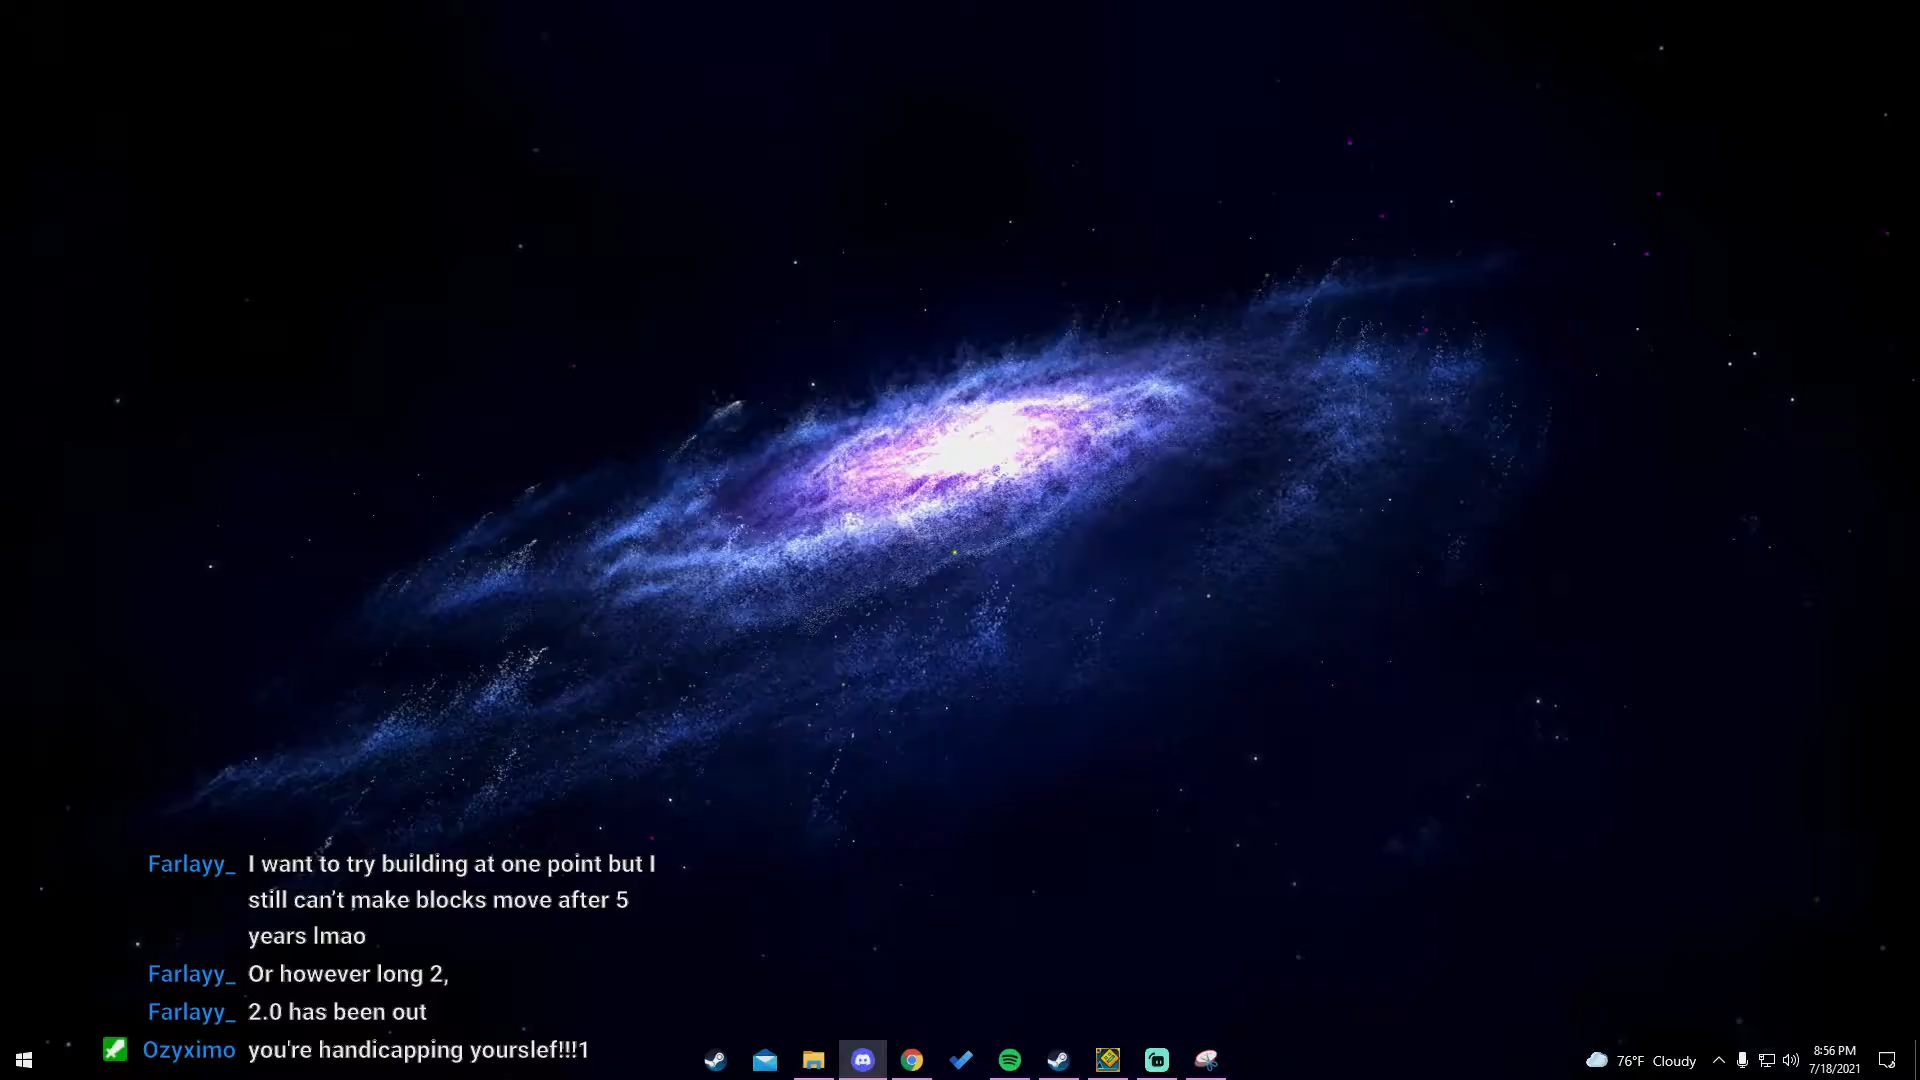 Farlayy_ I want to try building at one point but I
still can't make blocks move after 5
years lmao
Farlayy_ Or however long 2,
Farlayy_ 2.0 has been out
Ozyximo you're handicapping yourslef!!!1
76°F Cloudy
8:56 PM
7/18/2021